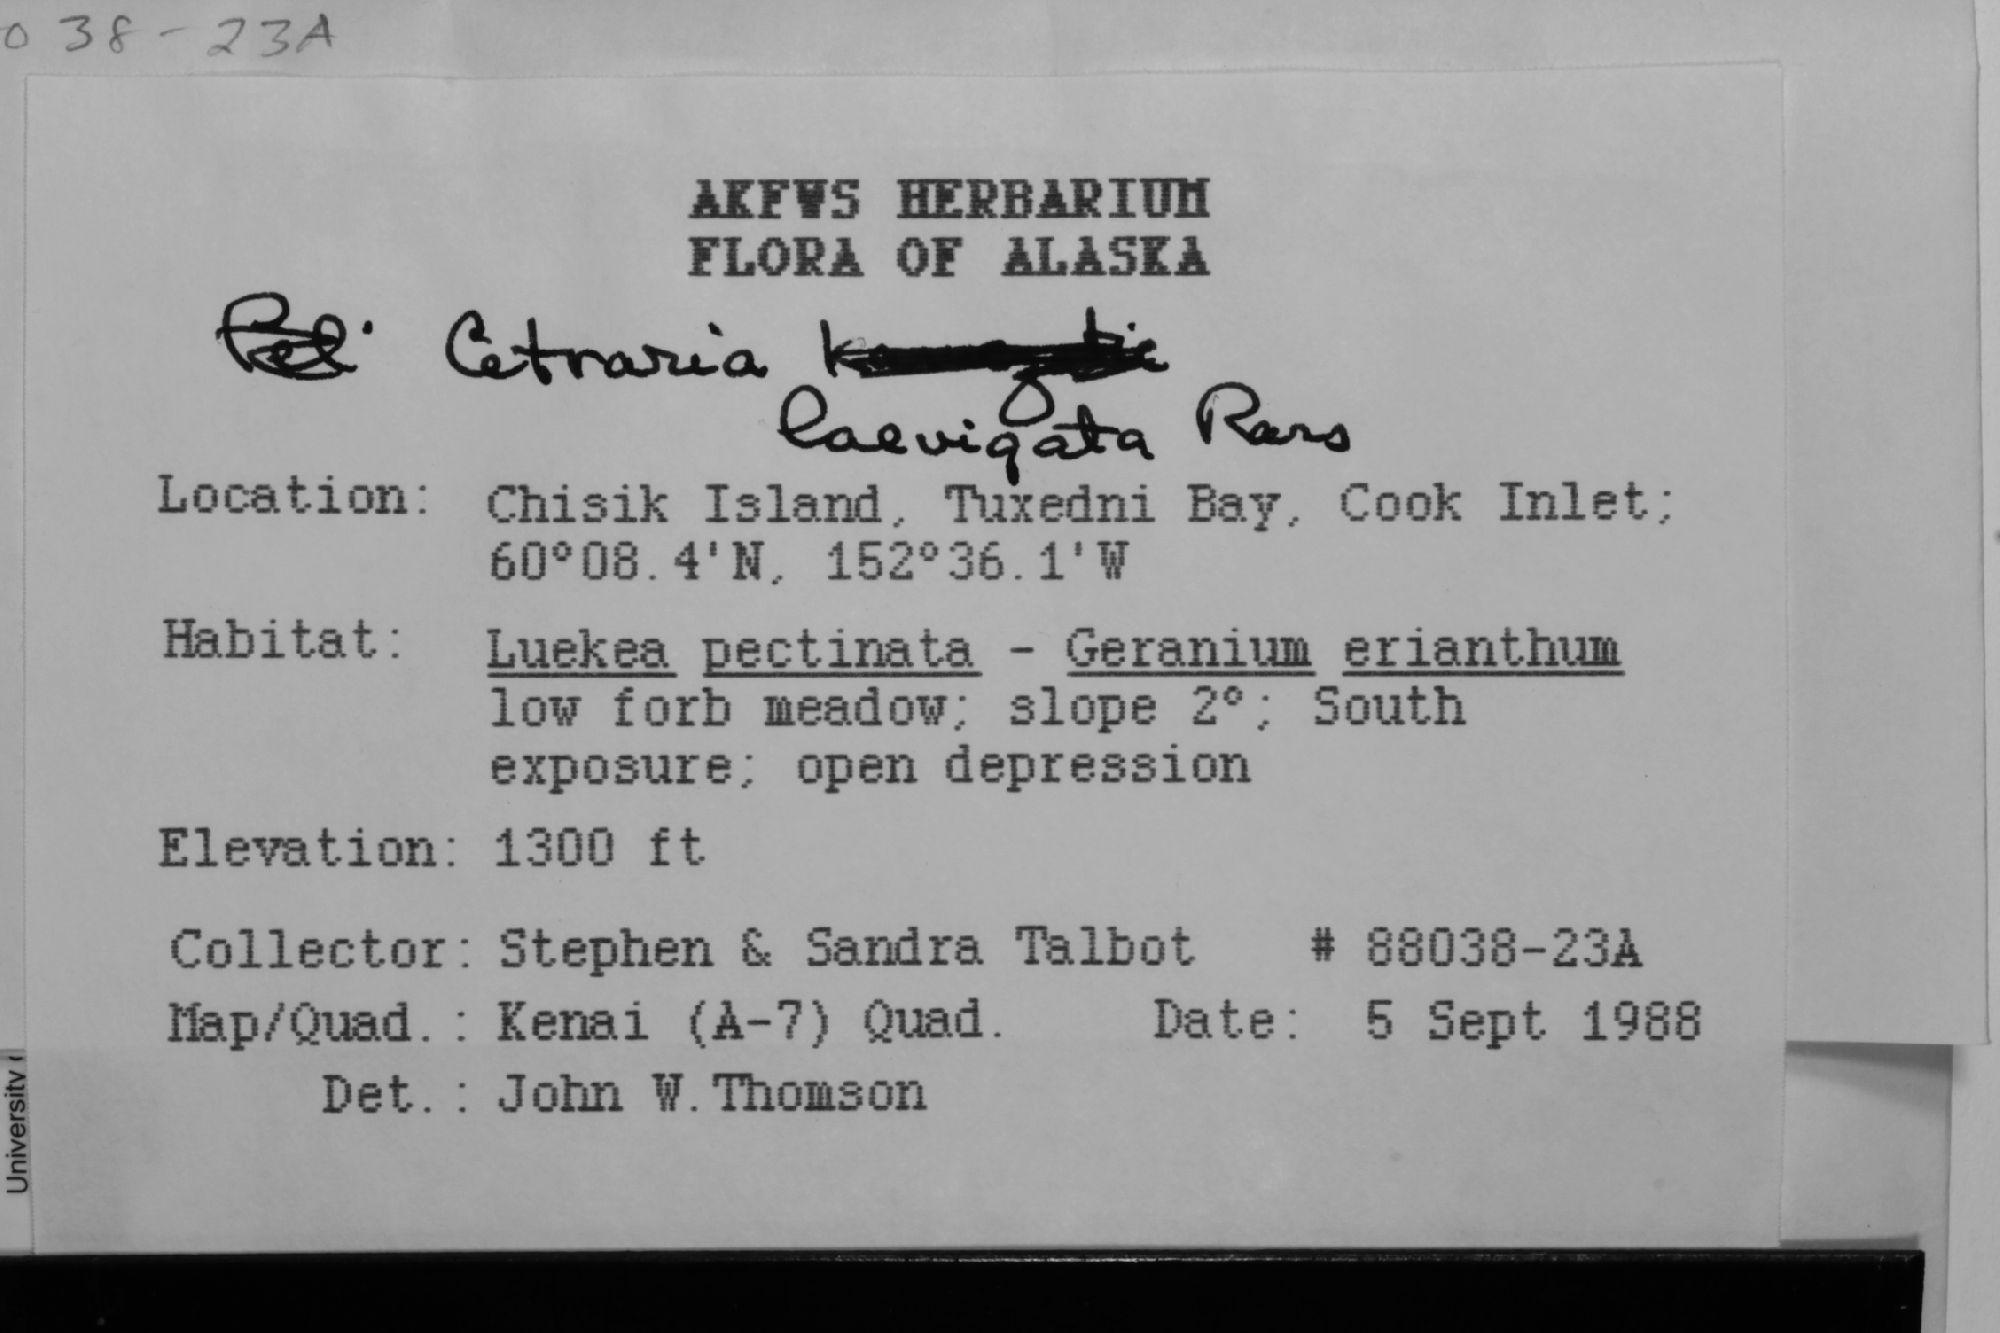 038-23A
AKFWS HERBARIUM
FLORA OF ALASKA
Cetraria
laevigata Rass
Location: Chisik Island, Tuxedni Bay, Cook Inlet;
60°08.4'N, 152°36.1'W
Habitat: Luekea pectinata - Geranium erianthum
low forb meadow; slope 2°; South
exposure; open depression
Elevation: 1300 ft
Collector: Stephen & Sandra Talbot # 88038-23A
Map/Quad.: Kenai (A-7) Quad. Date: 5 Sept 1988
Det.: John W. Thomson
University